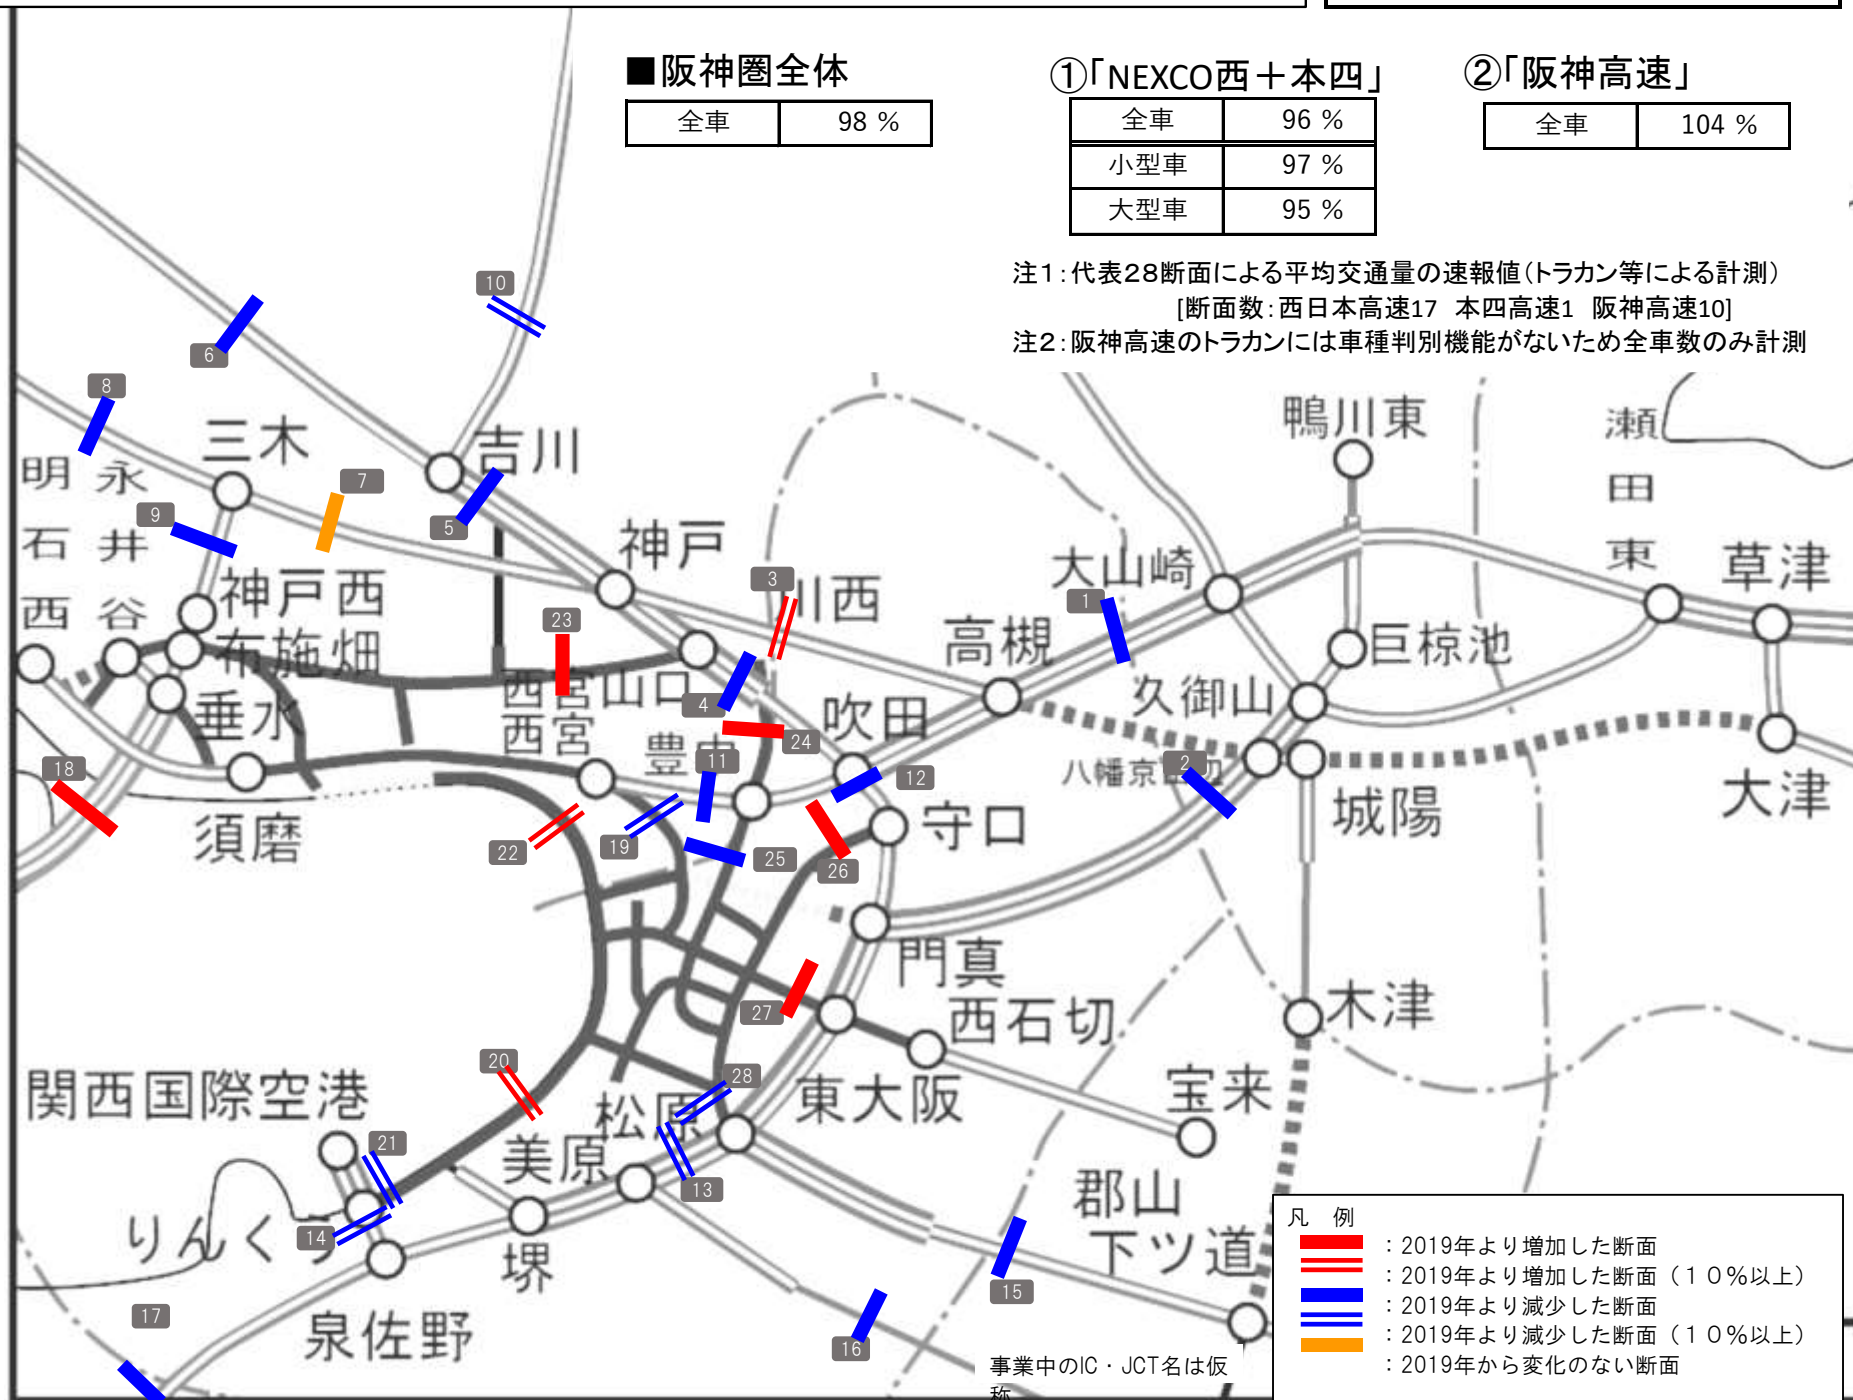 ■阪神圏全体
全車 98 %
①「NEXCO西＋本四」
全車 96 %
小型車 97 %
大型車 95 %
②「阪神高速」
全車 104 %
注1：代表28断面による平均交通量の速報値（トラカン等による計測）
[断面数：西日本高速17 本四高速1 阪神高速10]
注2：阪神高速のトラカンには車種判別機能がないため全車数のみ計測
10
6
8
三木
吉川
鴨川東
瀬田東
明石西
永井谷
7
9
5
神戸
大山崎
草津
神戸西
3
川西
1
布施畑
23
高槻
巨椋池
西宮山口
4
久御山
垂水
西宮
吹田
24
豊中
11
18
12
八幡京田辺
2
大津
須磨
城陽
守口
22
19
25
26
門真
27
西石切
木津
20
28
関西国際空港
松原
東大阪
宝来
21
美原
13
郡山
14
りんくう
下ツ道
堺
15
17
泉佐野
16
事業中のIC・JCT名は仮
称
凡 例
：2019年より増加した断面
：2019年より増加した断面（１０%以上）
：2019年より減少した断面
：2019年より減少した断面（１０%以上）
：2019年から変化のない断面